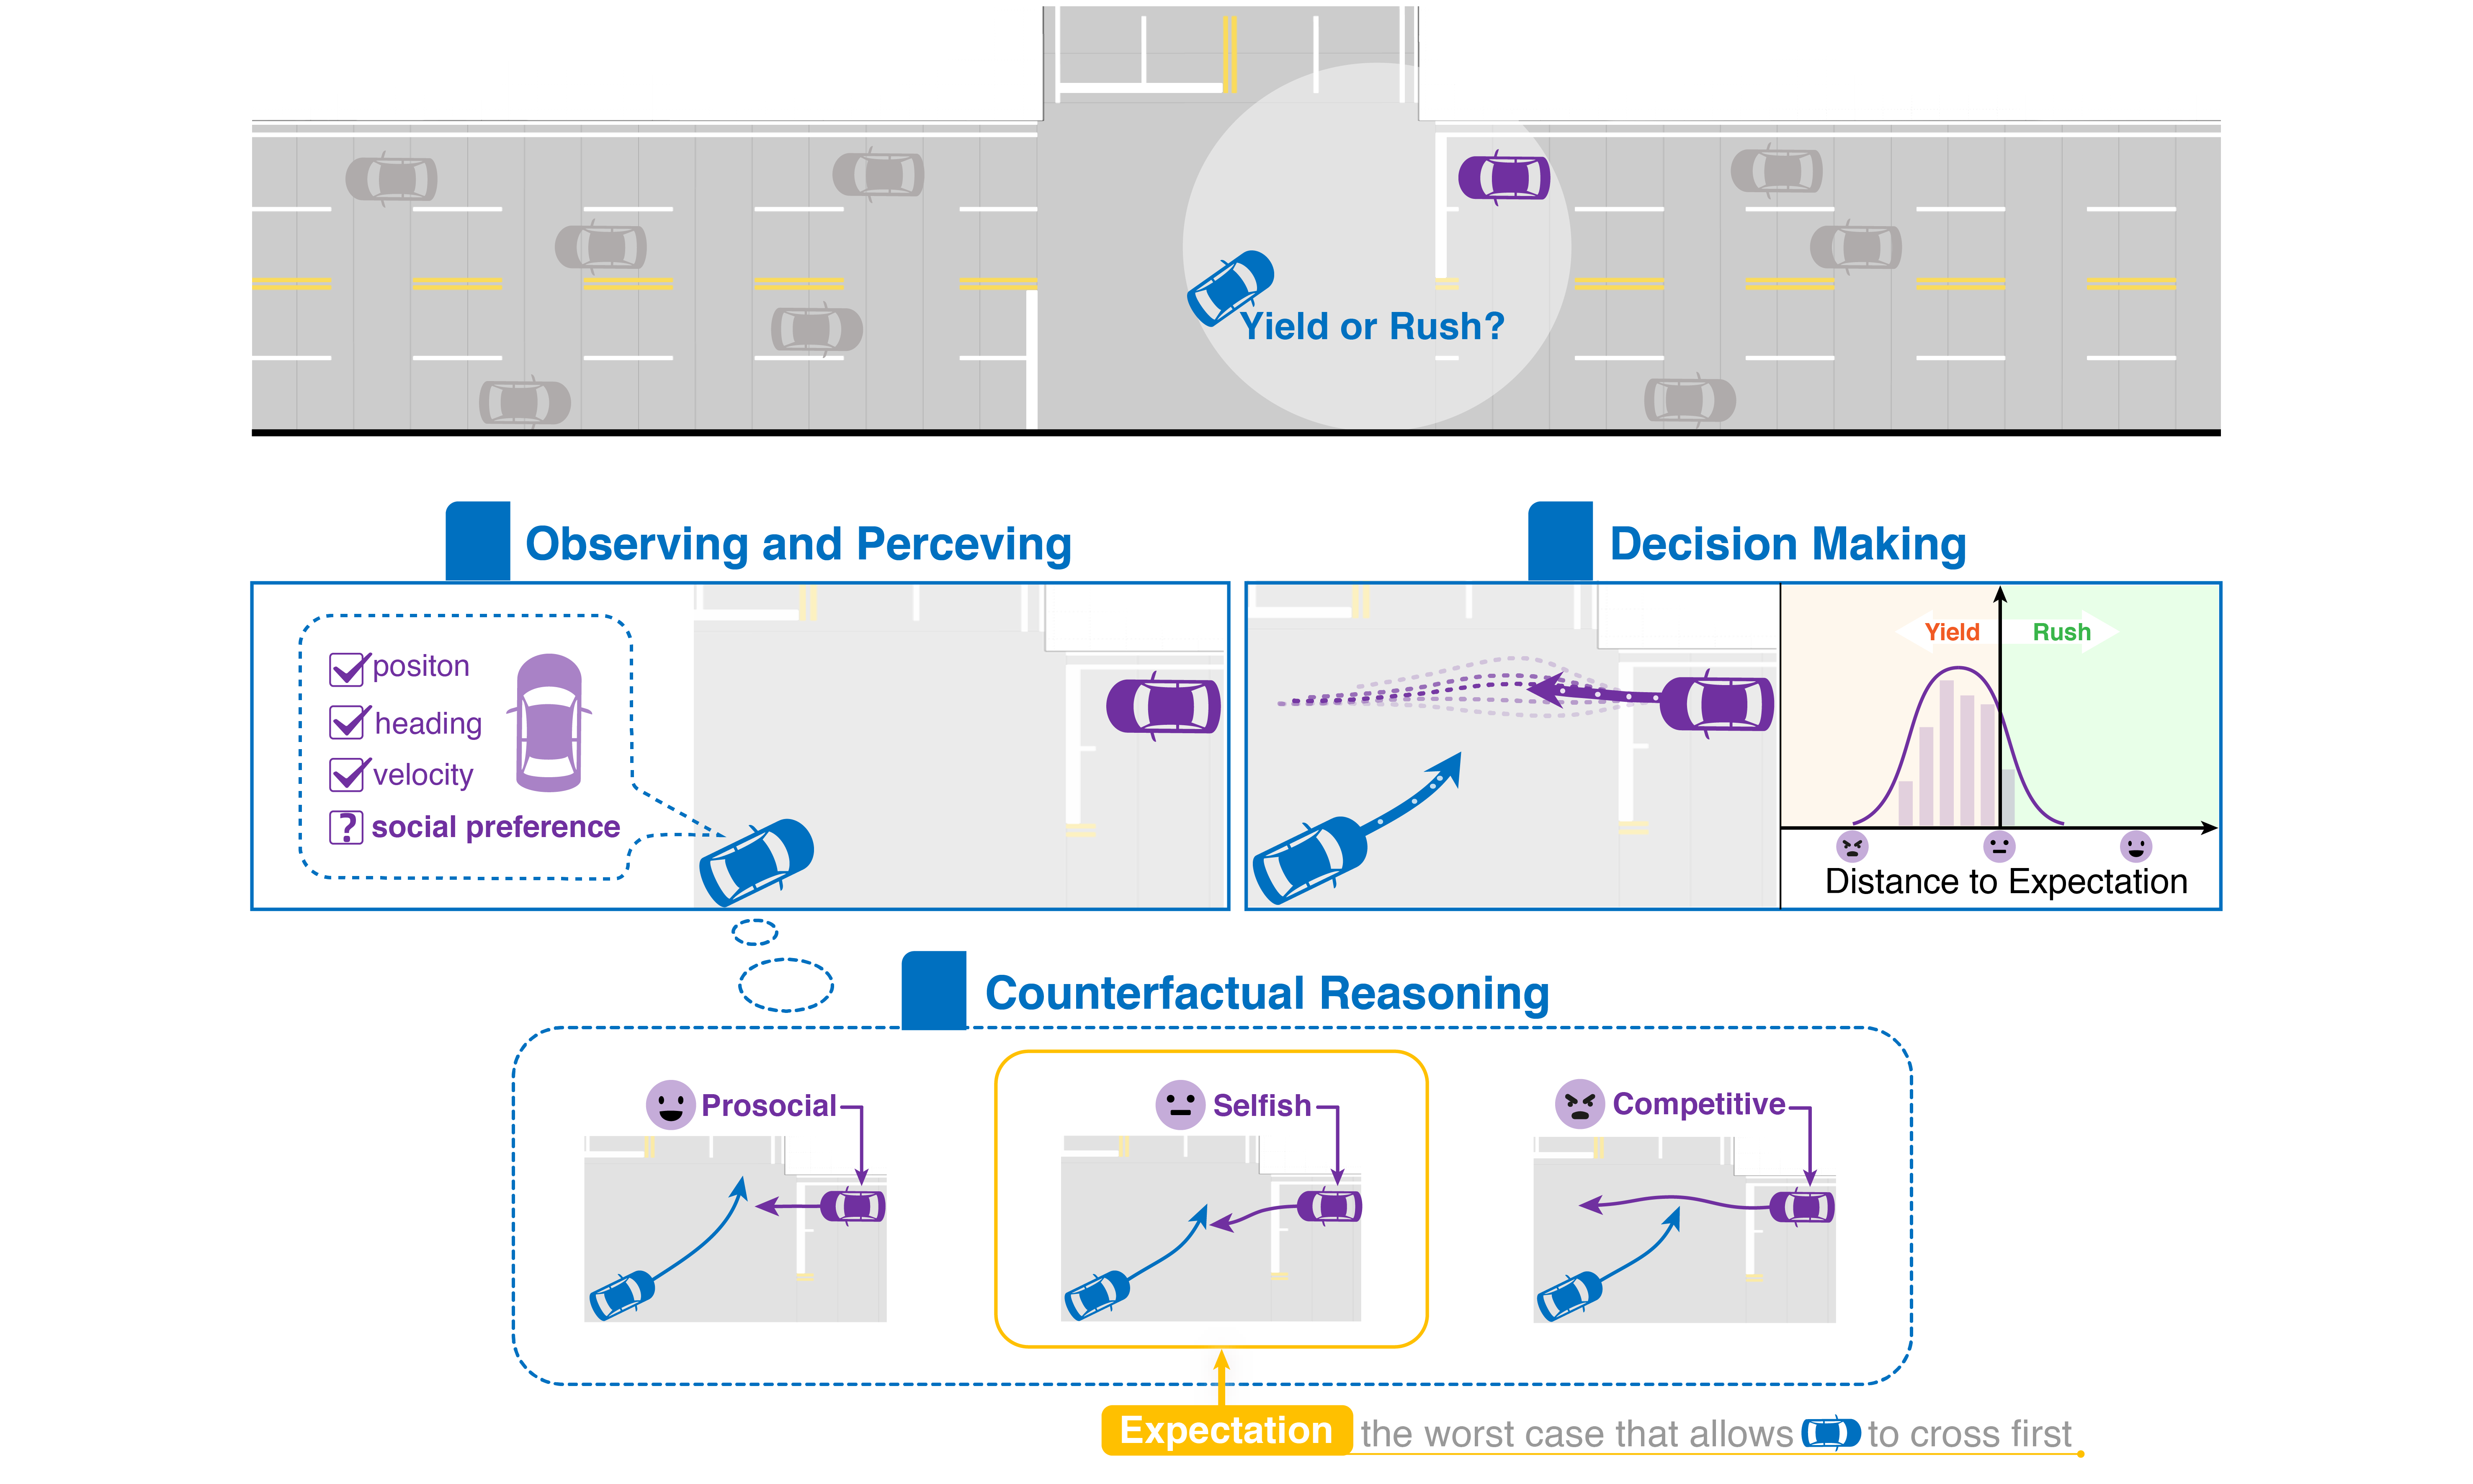 Yield or Rush?
Observing and Perceving
positon
heading
velocity
? social preference
Decision Making
Yield
Rush
Distance to Expectation
Counterfactual Reasoning
Prosocial
Selfish
Competitive
Expectation the worst case that allows to cross first